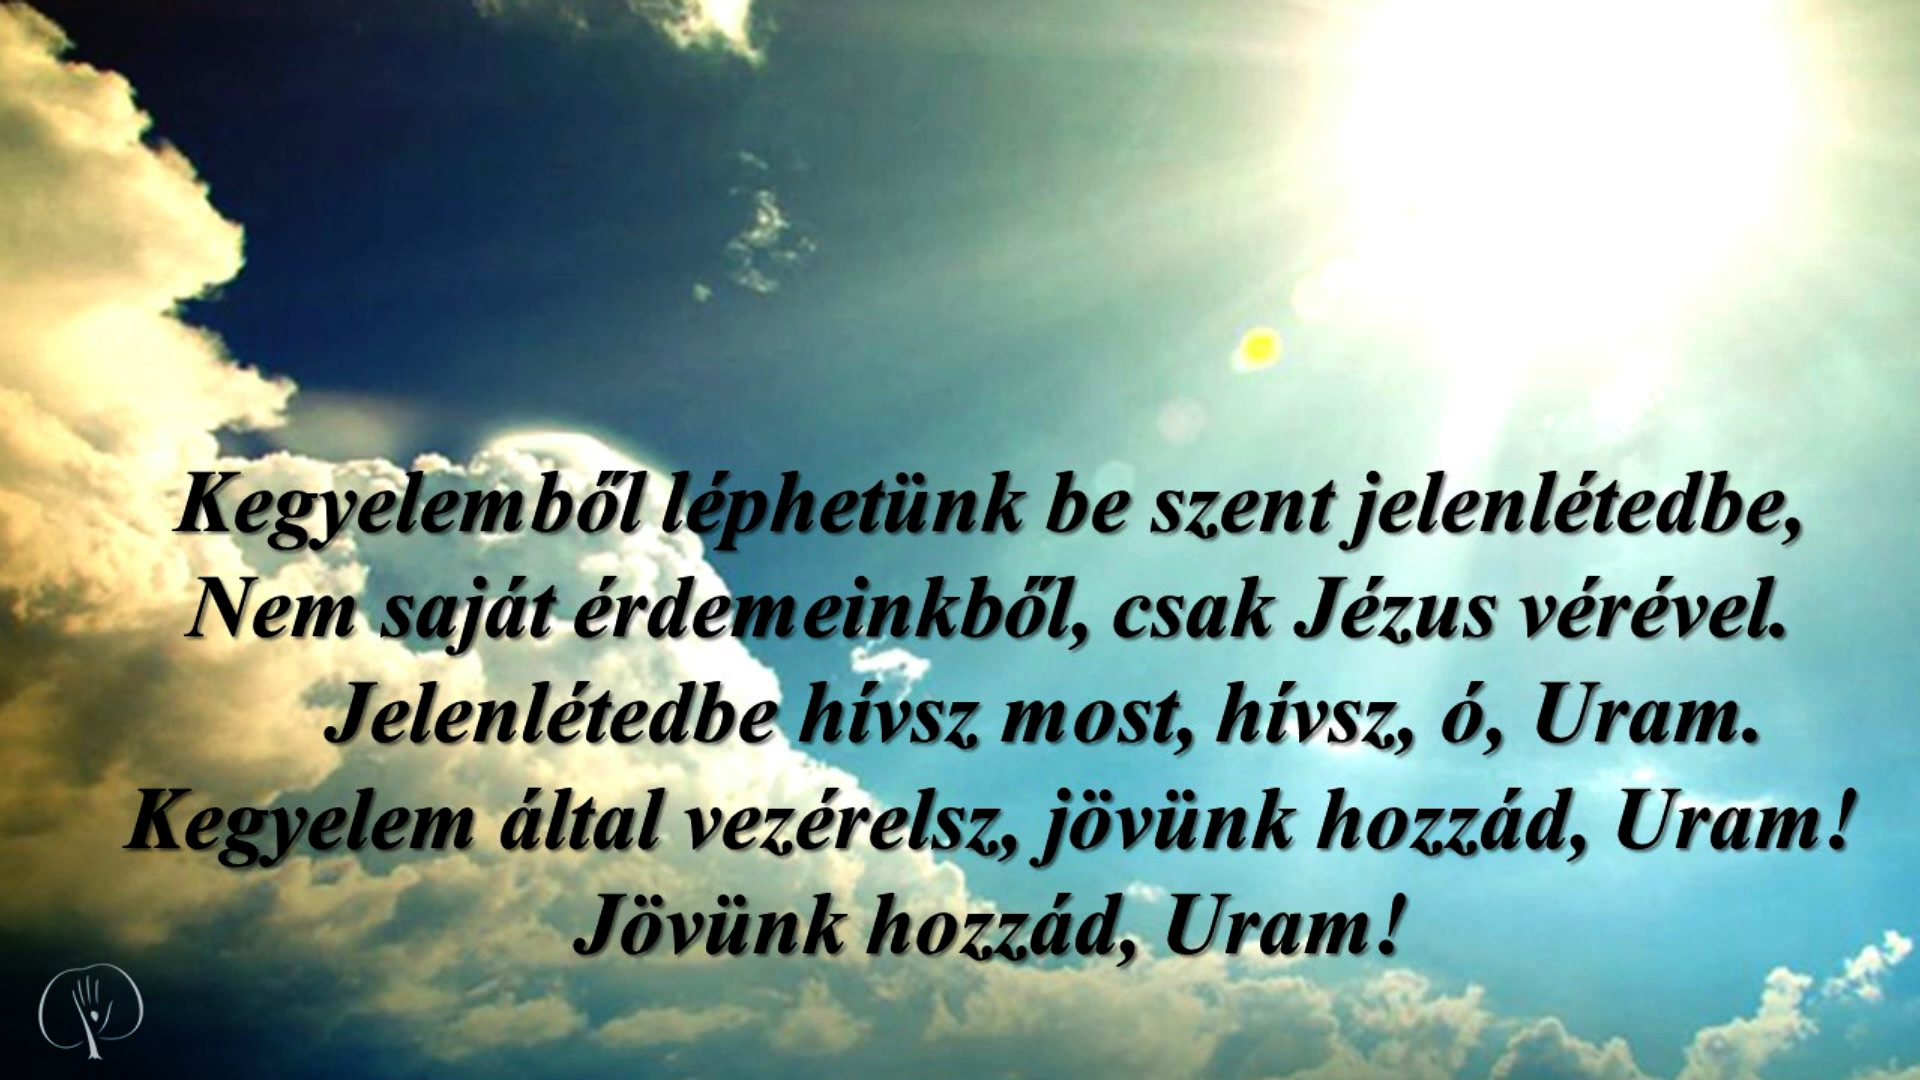 Kegyelemből léphetünk be szent jelenlétedbe,
Nem saját érdemeinkből, csak Jézus vérével.
Jelenlétedbe hívsz most, hívsz, ó, Uram.
Kegyelem által vezérelsz, jövünk hozzád, Uram!
Jövünk hozzád, Uram!